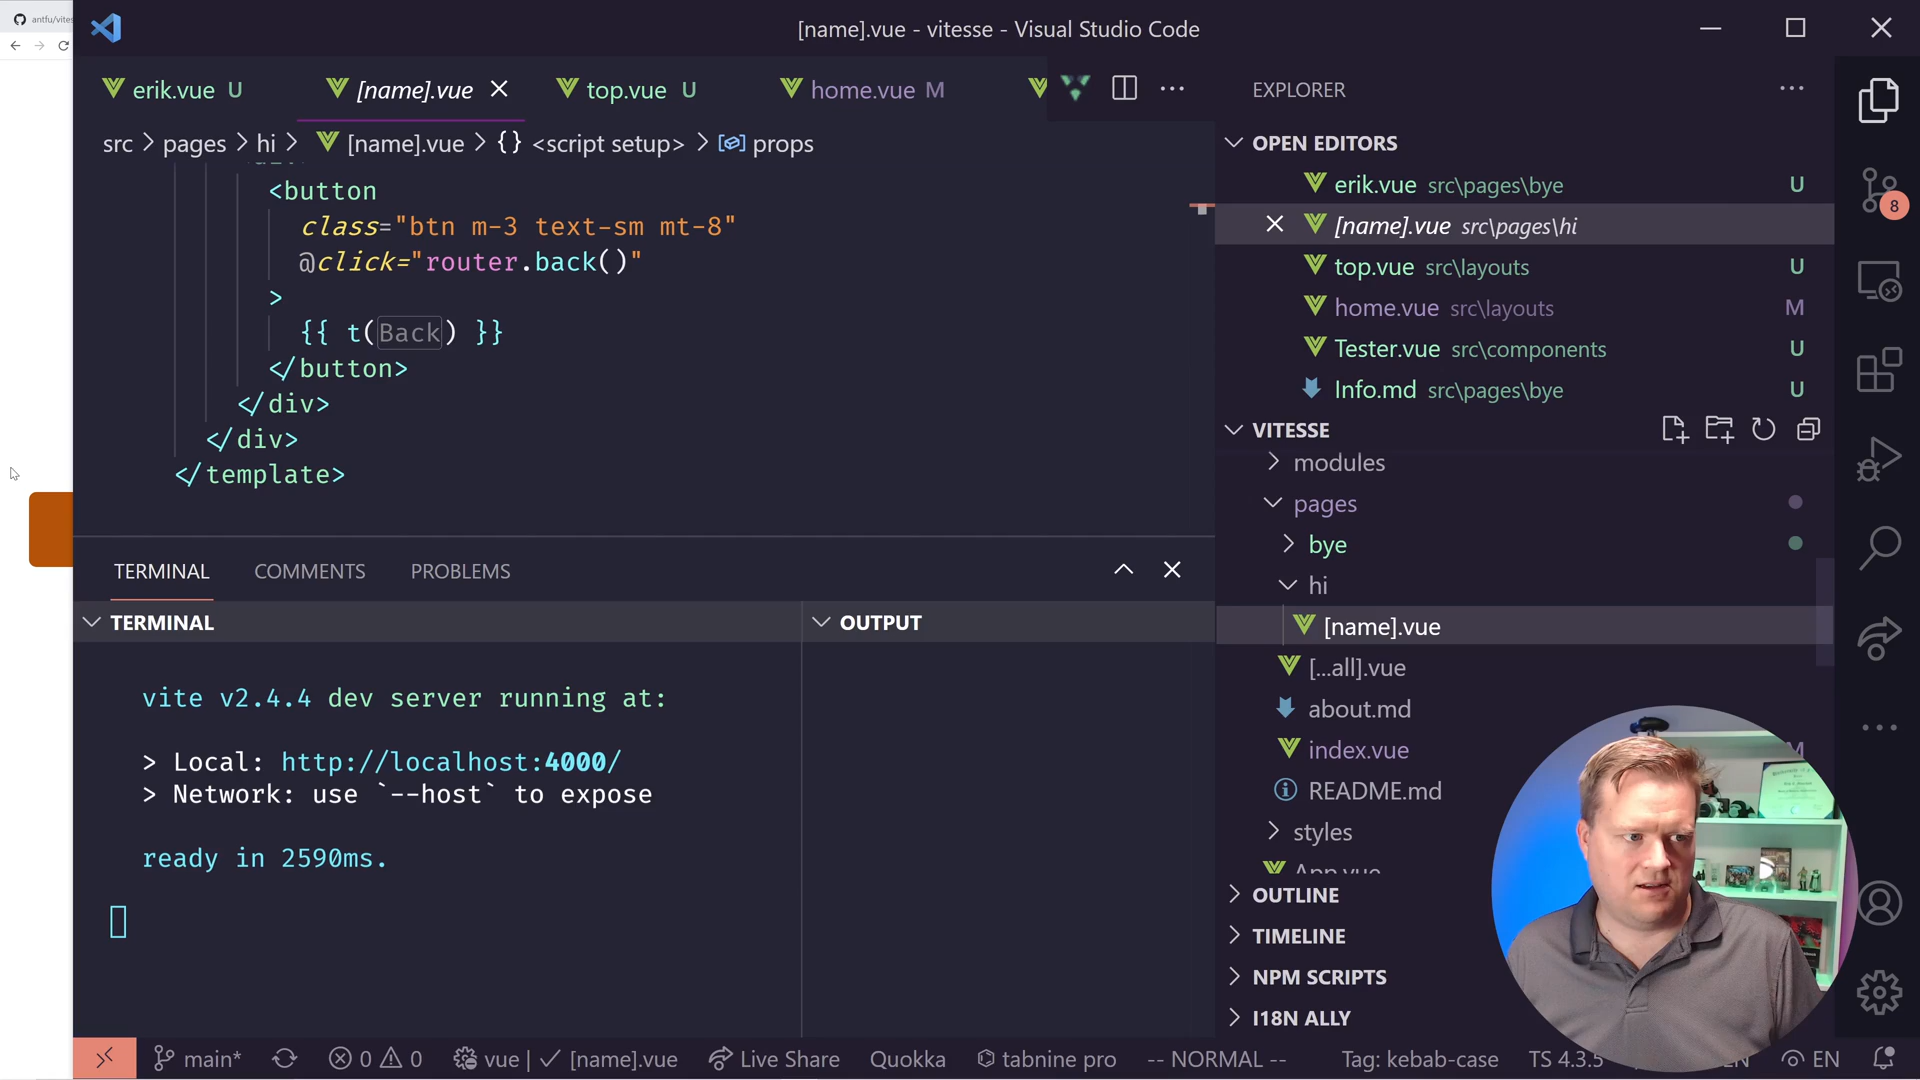 antfu/vites
[name].vue - vitesse - Visual Studio Code
erik.vue U
[name].vue
top.vue U
home.vue M
src > pages > hi > [name].vue > {} <script setup> > props
<button
class="btn m-3 text-sm mt-8"
@click="router.back()"
>
{{ t(Back) }}
</button>
</div>
</div>
</template>
TERMINAL
COMMENTS
PROBLEMS
TERMINAL
OUTPUT
vite v2.4.4 dev server running at:
> Local: http://localhost:4000/
> Network: use `--host` to expose
ready in 2590ms.
EXPLORER
OPEN EDITORS
erik.vue src\pages\bye U
[name].vue src\pages\hi
top.vue src\layouts U
home.vue src\layouts M
Tester.vue src\components U
Info.md src\pages\bye U
VITESSE
modules
pages
bye
hi
[name].vue
[...all].vue
about.md
index.vue M
README.md
styles
App.vue
OUTLINE
TIMELINE
NPM SCRIPTS
I18N ALLY
8
main*
0 0
vue | ✓ [name].vue
Live Share
Quokka
tabnine pro
-- NORMAL --
Tag: kebab-case
TS 4.3.5
EN